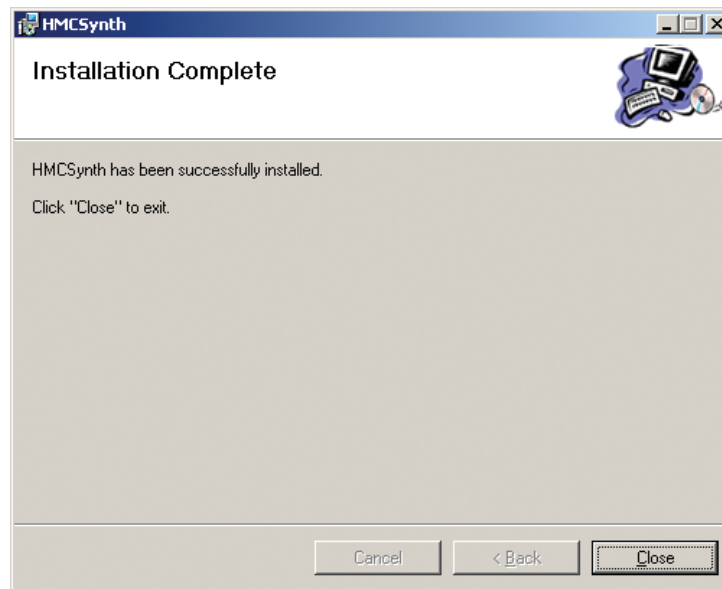 HMCSynth
Installation Complete
HMCSynth has been successfully installed.
Click "Close" to exit.
Cancel
< Back
Close